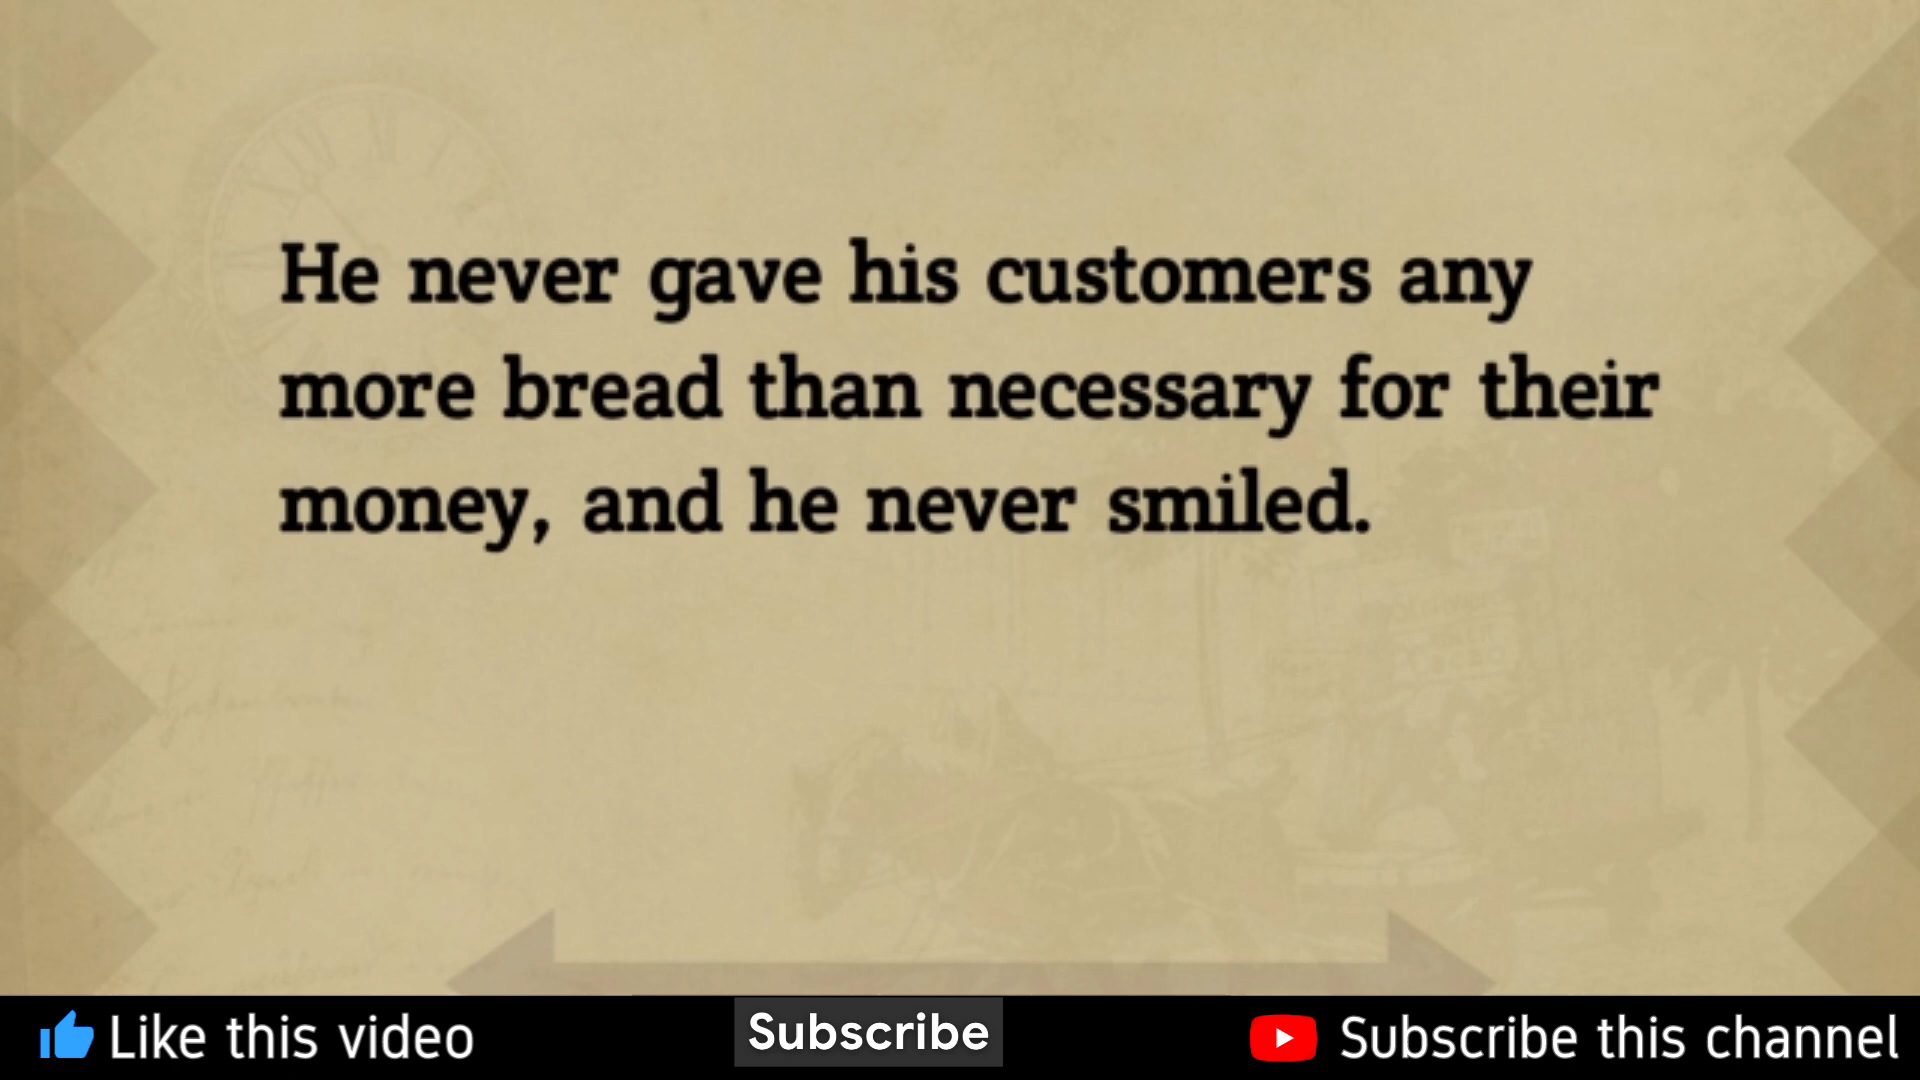 He never gave his customers any
more bread than necessary for their
money, and he never smiled.
Like this video
Subscribe
Subscribe this channel